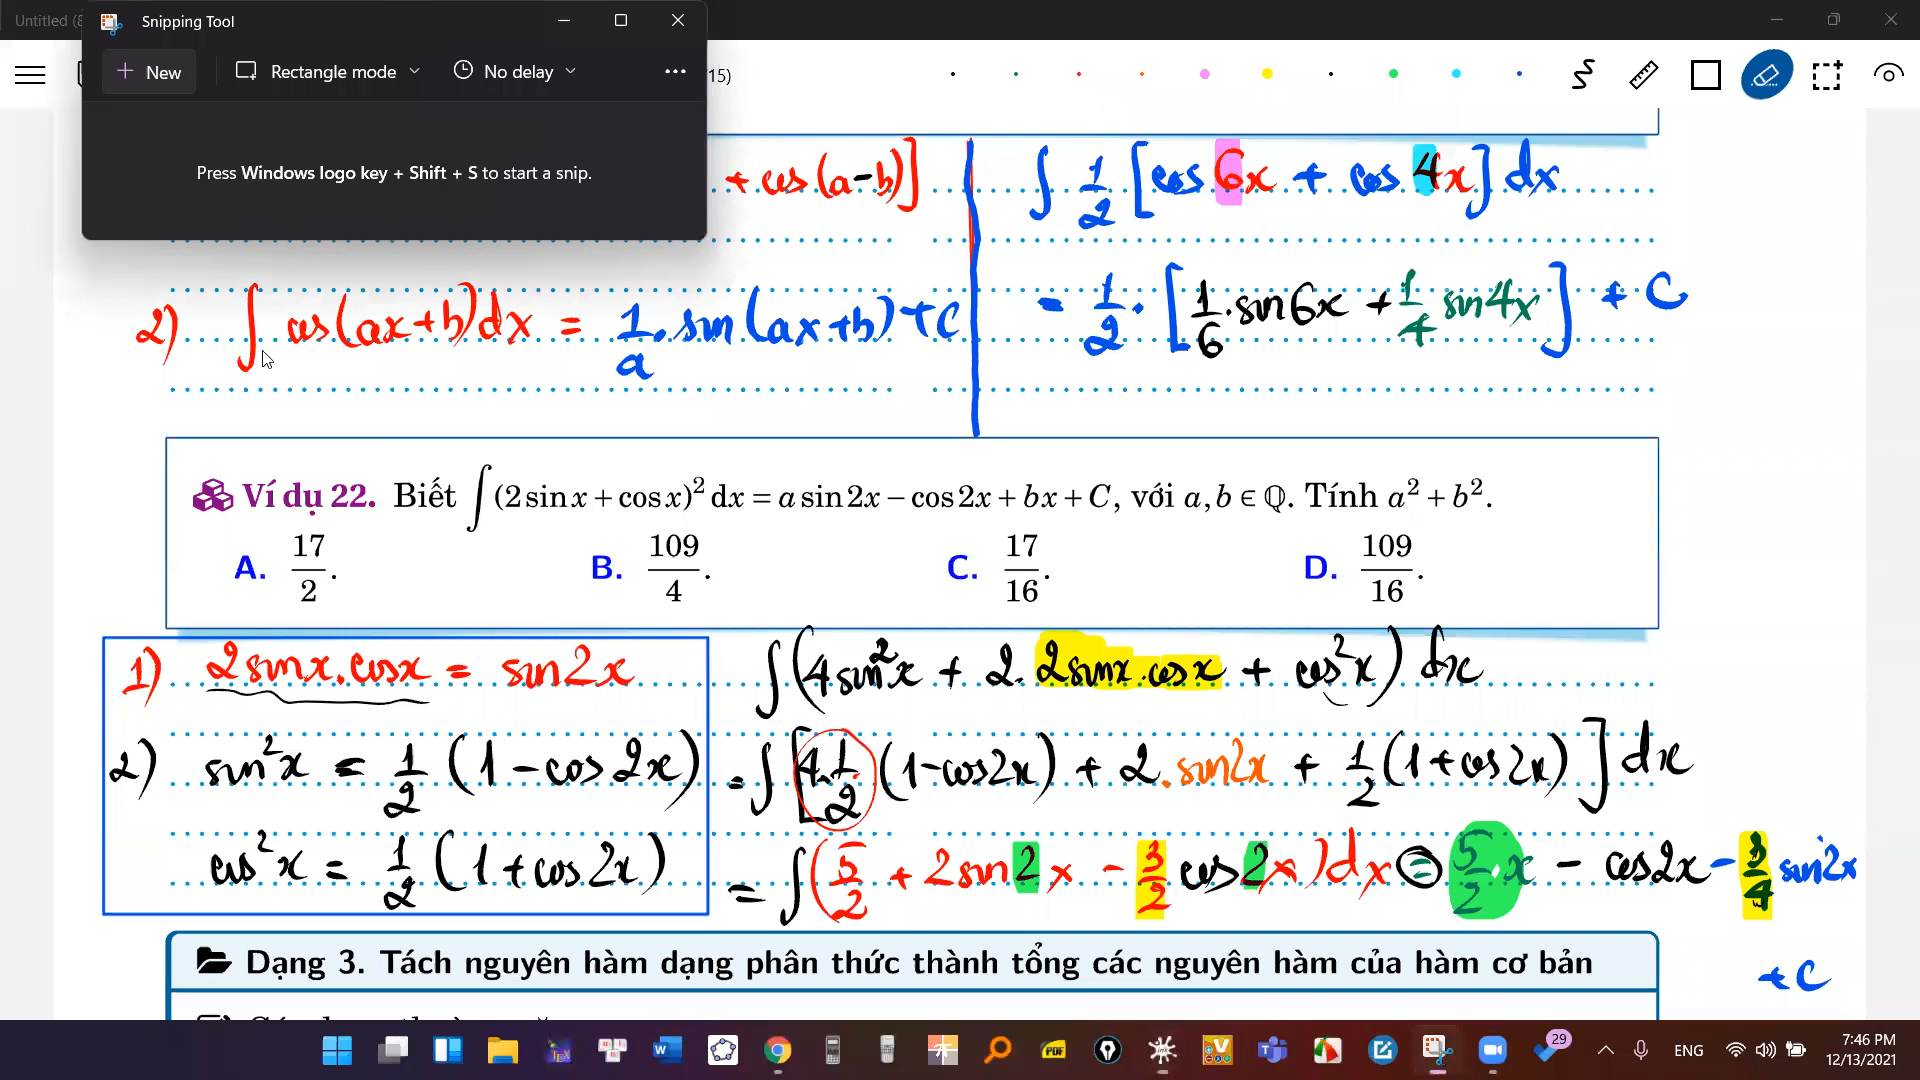 Untitled (8
Snipping Tool
New
Rectangle mode
No delay
15)
Press Windows logo key + Shift + S to start a snip.
+ cos(a-b)]
∫ 1/2 [cos 6x + cos 4x] dx
2) ∫ cos(ax+b)dx = 1/a . sin(ax+b) + C
= 1/2 . [1/6 . sin6x + 1/4 sin4x] + C
Ví dụ 22. Biết ∫(2 sin x + cos x)² dx = a sin 2x − cos 2x + bx + C, với a, b ∈ ℚ. Tính a² + b².
A. 17/2. B. 109/4. C. 17/16. D. 109/16.
1) 2sinx.cosx = sin2x
∫(4sin²x + 2. 2sinx.cosx + cos²x) dx
2) sin²x = 1/2 (1 - cos2x)
= ∫[4.1/2 (1-cos2x) + 2.sin2x + 1/2(1+cos2x)] dx
cos²x = 1/2 (1+cos2x)
= ∫(5/2 + 2sin2x - 3/2 cos2x)dx = 5/2.x - cos2x - 3/4 sin2x
+ C
Dạng 3. Tách nguyên hàm dạng phân thức thành tổng các nguyên hàm của hàm cơ bản
29
ENG
7:46 PM
12/13/2021